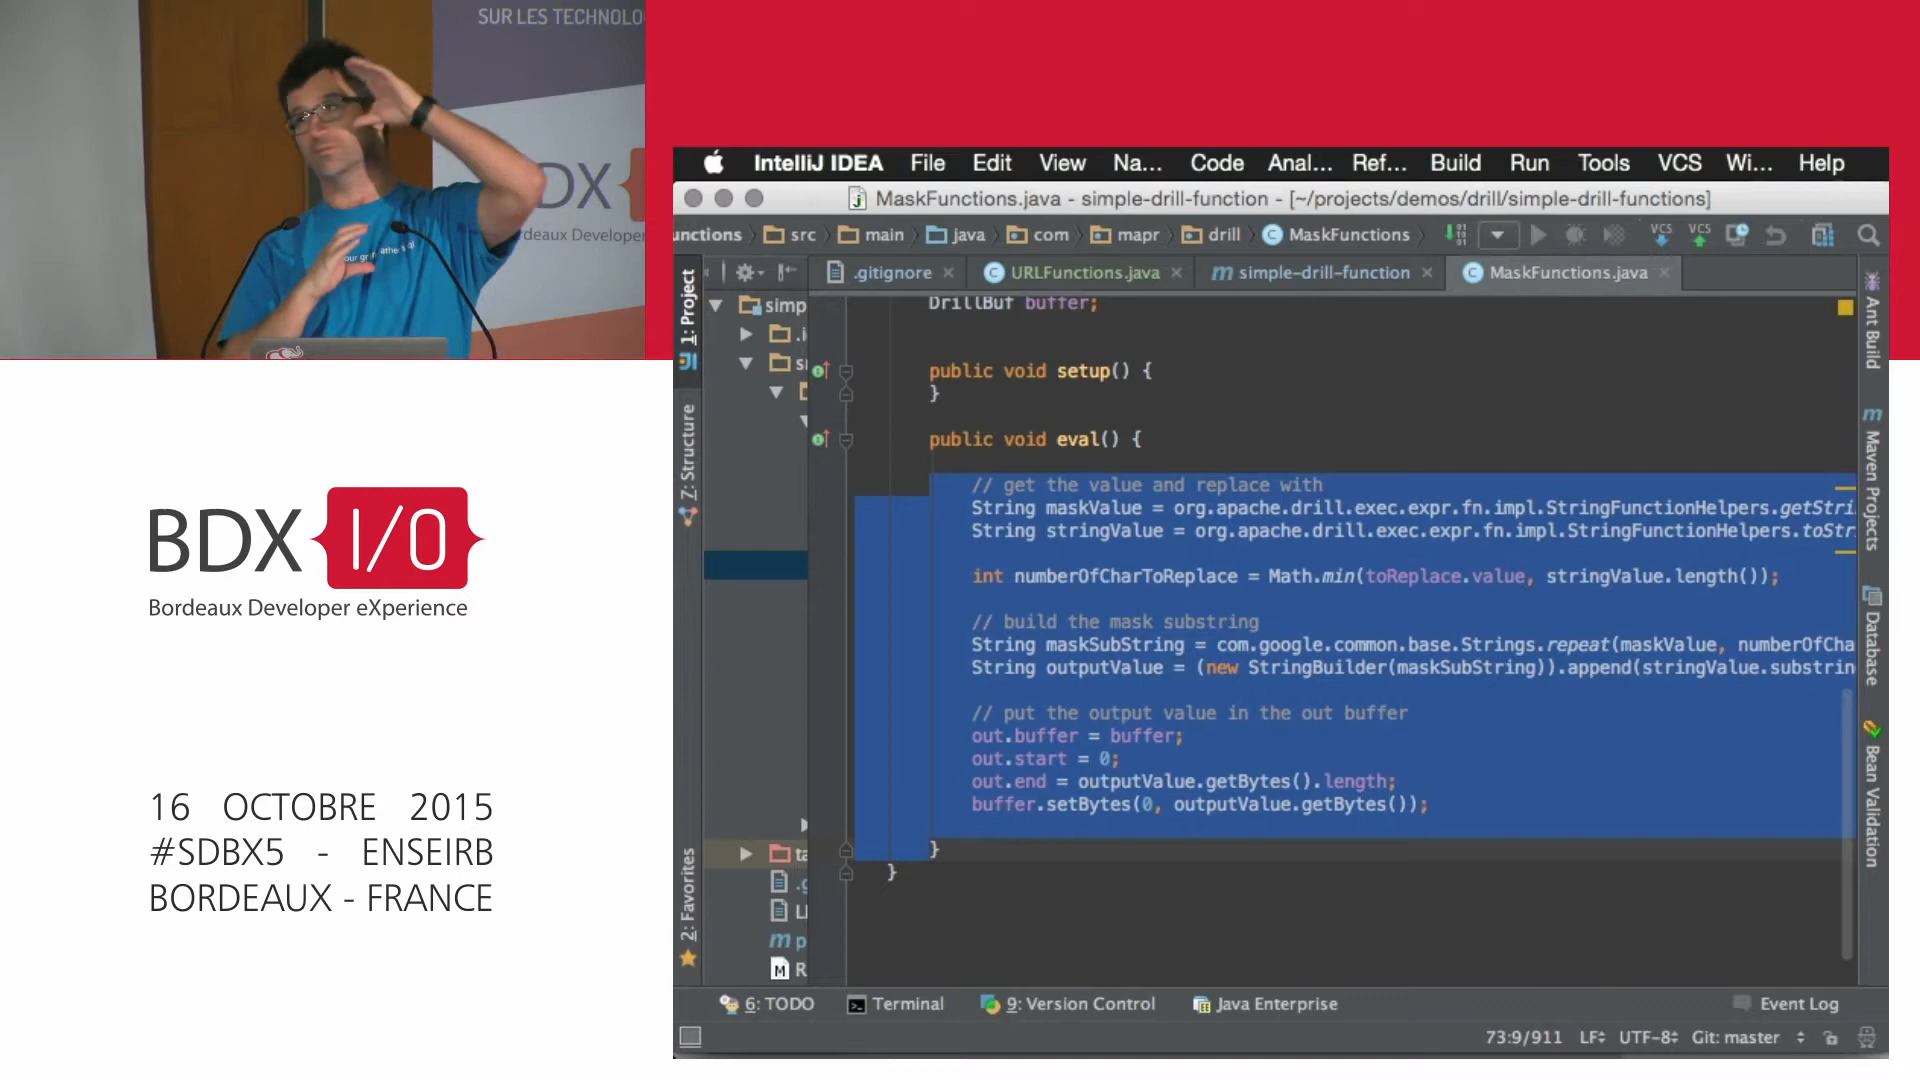 SUR LES TECHNOLO
DX
rdeaux Developer
BDX I/O
Bordeaux Developer eXperience
16 OCTOBRE 2015
#SDBX5 - ENSEIRB
BORDEAUX - FRANCE
IntelliJ IDEA File Edit View Na... Code Anal... Ref... Build Run Tools VCS Wi... Help
MaskFunctions.java - simple-drill-function - [~/projects/demos/drill/simple-drill-functions]
unctions src main java com mapr drill MaskFunctions VCS VCS
.gitignore URLFunctions.java simple-drill-function MaskFunctions.java
1: Project
7: Structure
2: Favorites
simp
.i
s
ta
.g
LI
p
R
DrillBuf buffer;
public void setup() {
}
public void eval() {
// get the value and replace with
String maskValue = org.apache.drill.exec.expr.fn.impl.StringFunctionHelpers.getStri
String stringValue = org.apache.drill.exec.expr.fn.impl.StringFunctionHelpers.toStr
int numberOfCharToReplace = Math.min(toReplace.value, stringValue.length());
// build the mask substring
String maskSubString = com.google.common.base.Strings.repeat(maskValue, numberOfCha
String outputValue = (new StringBuilder(maskSubString)).append(stringValue.substrin
// put the output value in the out buffer
out.buffer = buffer;
out.start = 0;
out.end = outputValue.getBytes().length;
buffer.setBytes(0, outputValue.getBytes());
}
}
Ant Build
Maven Projects
Database
Bean Validation
6: TODO Terminal 9: Version Control Java Enterprise Event Log
73:9/911 LF UTF-8 Git: master